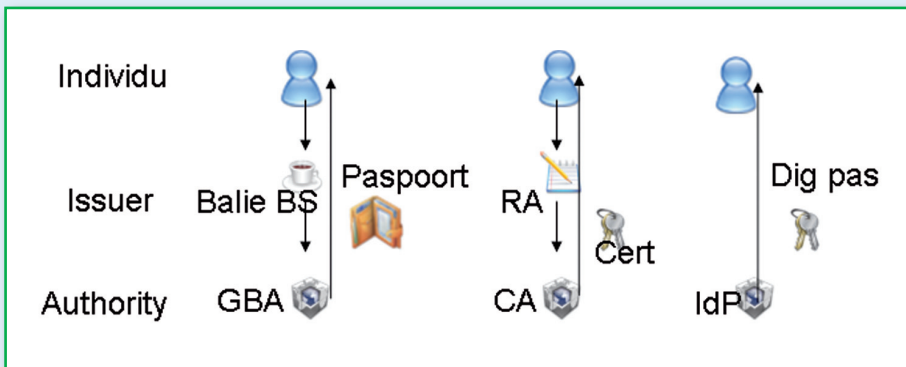 Individu
Issuer
Balie BS
Paspoort
RA
Dig pas
Cert
Authority
GBA
CA
IdP